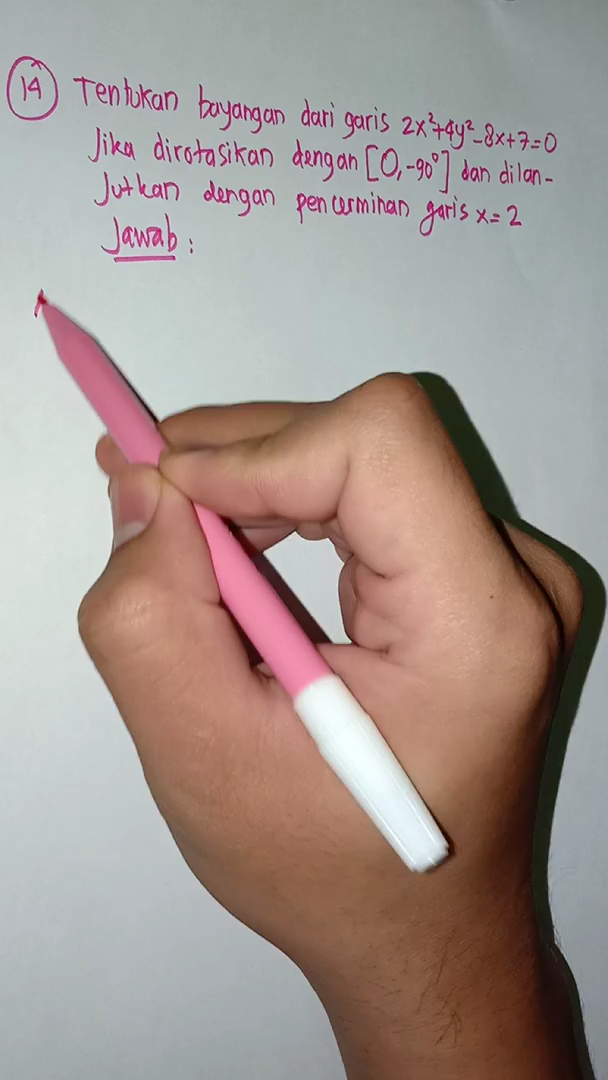 14 Tentukan bayangan dari garis 2x²+4y²-8x+7=0
Jika dirotasikan dengan [O,-90°] dan dilan-
Jutkan dengan pencerminan garis x=2
Jawab: